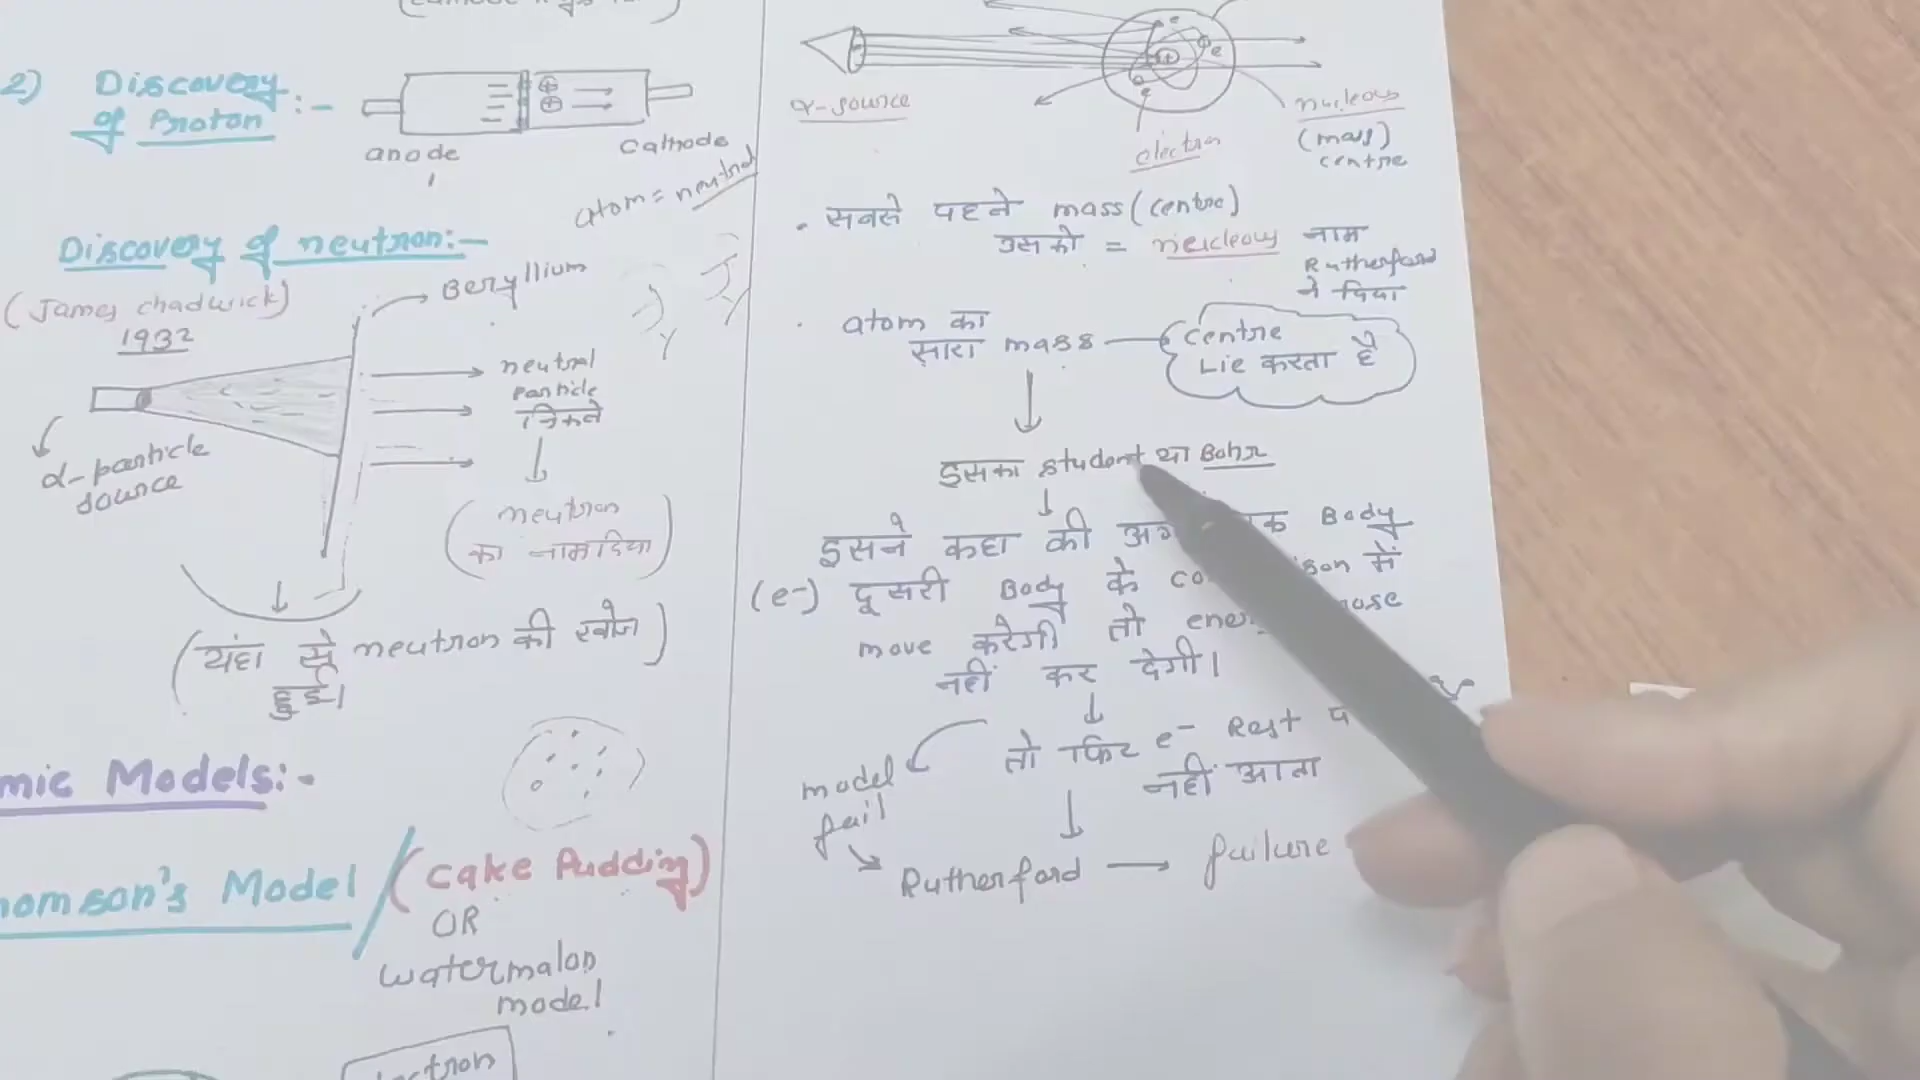 2) Discovery
of Proton :-
anode
cathode
atom = neutral
Discovery of neutron:-
(James chadwick)
1932
Beryllium
neutral
particle
निकले
α-particle
source
(neutron
का नाम दिया)
(यंहा से neutron की खोज
हुई।)
mic Models:-
homson's Model / (cake Pudding)
OR
watermalon
model
α-source
e
e
e
electron
nucleous
(mass)
centre
• सबसे पहले mass (centre)
उसको = neucleous नाम
Rutherford
ने दिया
• atom का
सारा mass — centre
Lie करता है
इसका student था Bohr
इसने कहा की Body
(e-) दूसरी Body के में
move करेगी तो
नहीं कर देगी।
तो फिर e- Rest
नहीं आता
model
fail
Rutherford → failure